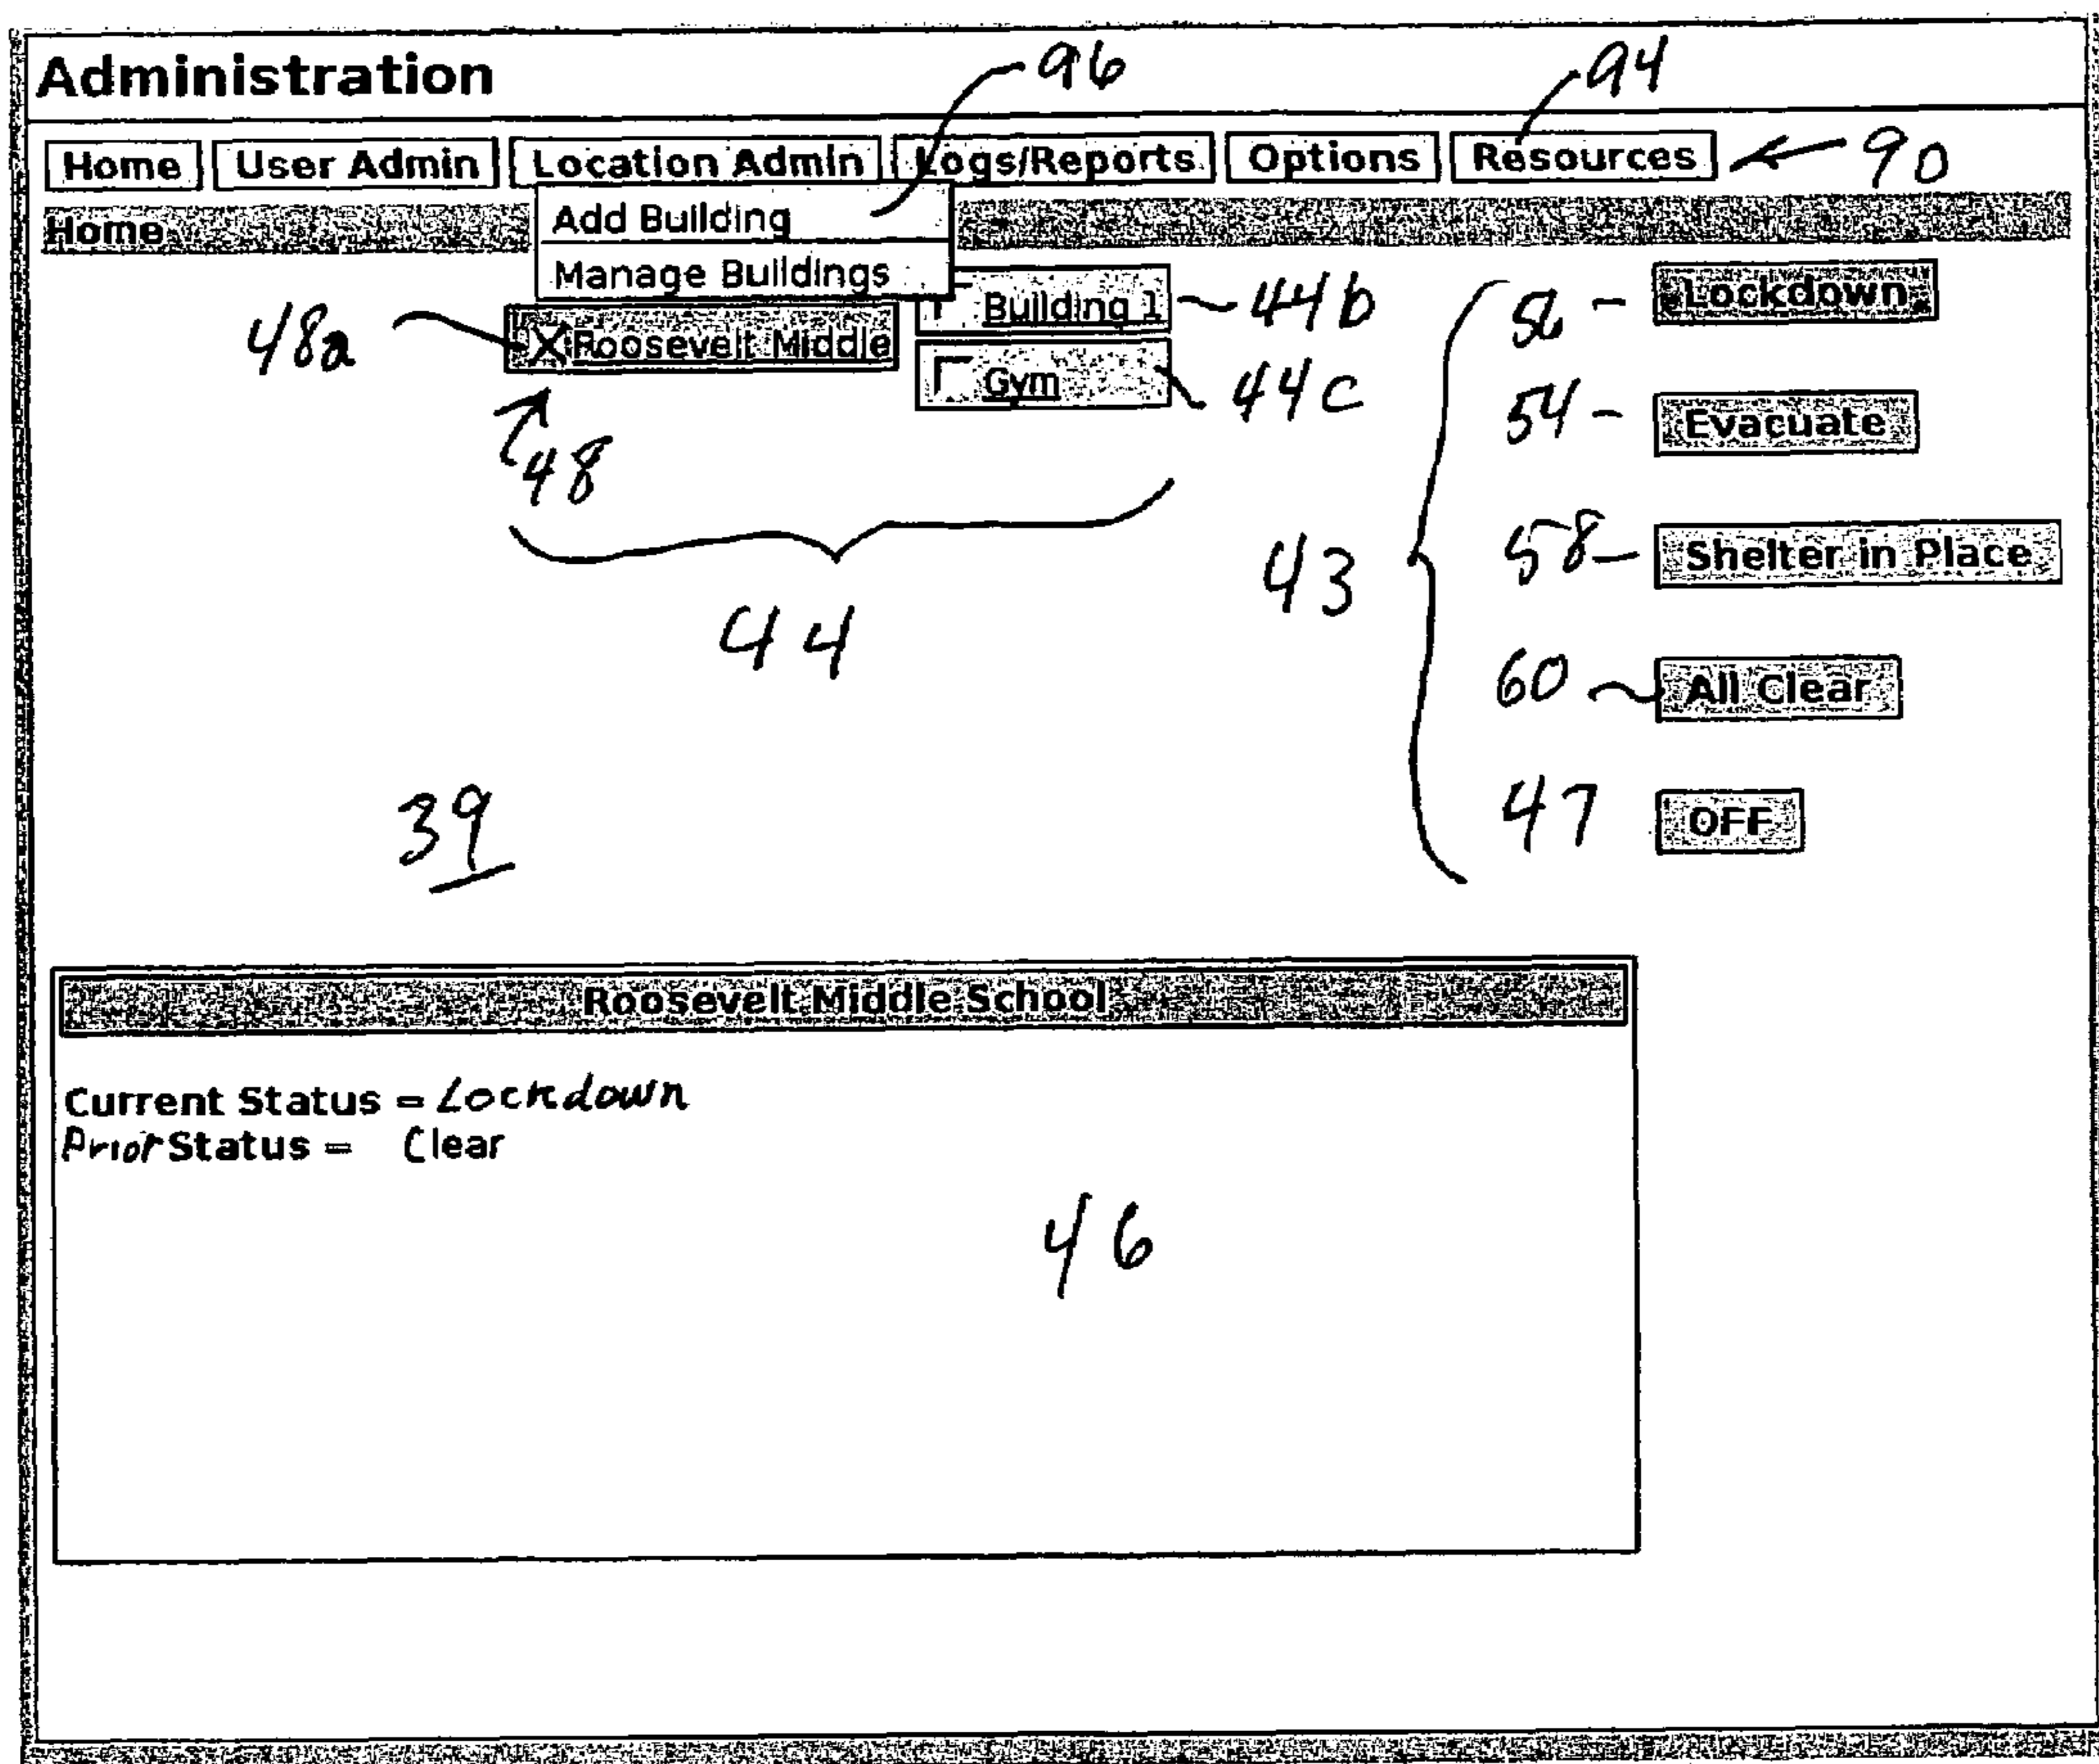 Administration
96
94
Home User Admin Location Admin Logs/Reports Options Resources
90
Home
Add Building
Manage Buildings
48a
Roosevelt Middle
48
Building 1
44b
Gym
44c
44
43
56
Lockdown
54
Evacuate
58
Shelter in Place
60
All Clear
47
OFF
39
Roosevelt Middle School
Current Status = Lockdown
Prior Status = Clear
46